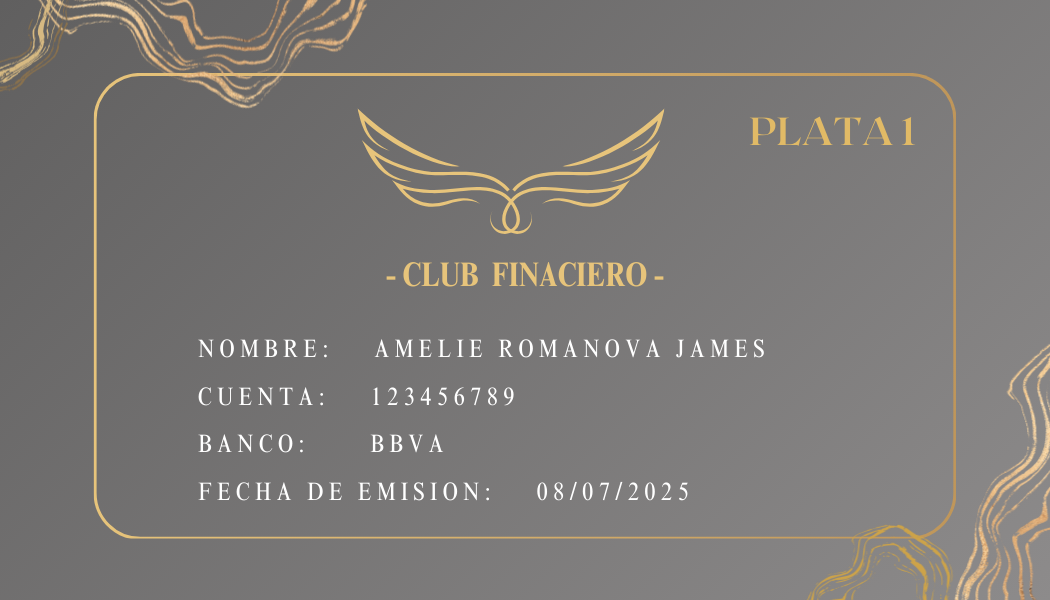 PLATA 1
- CLUB FINACIERO -
NOMBRE: AMELIE ROMANOVA JAMES
CUENTA: 123456789
BANCO: BBVA
FECHA DE EMISION: 08/07/2025